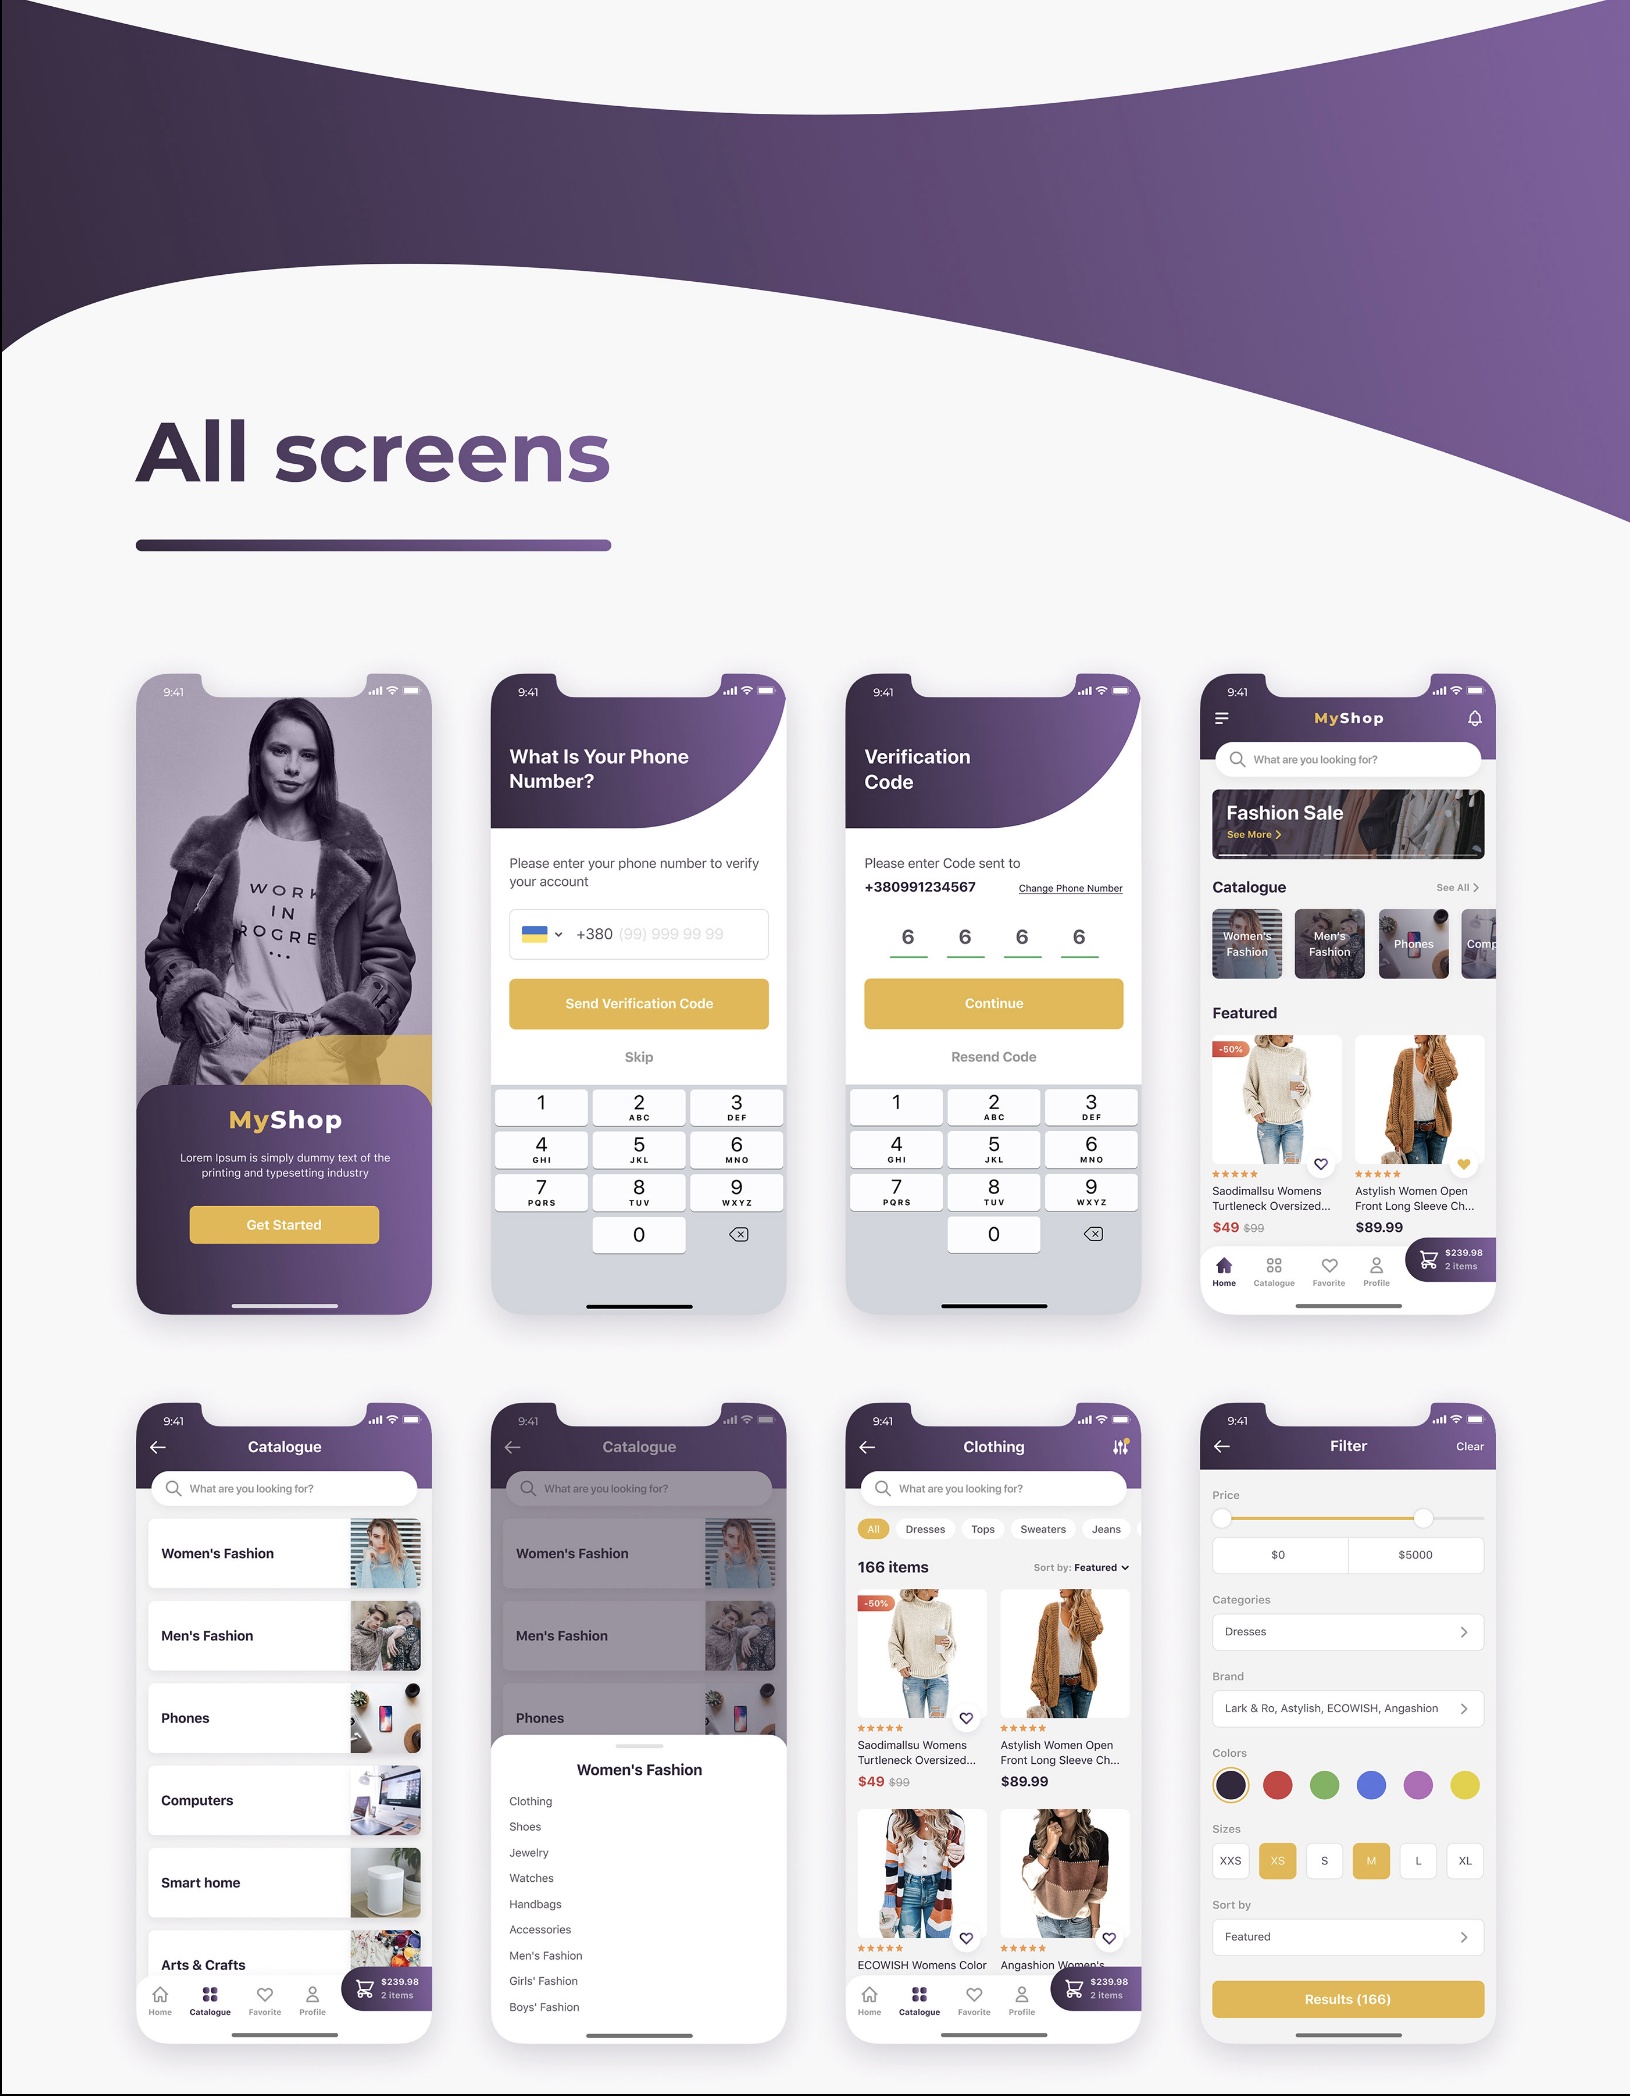 All screens
9:41
WORK
IN
ROGRE
...
MyShop
Lorem Ipsum is simply dummy text of the
printing and typesetting industry
Get Started
9:41
What Is Your Phone
Number?
Please enter your phone number to verify
your account
+380 (99) 999 99 99
Send Verification Code
Skip
1
2
ABC
3
DEF
4
GHI
5
JKL
6
MNO
7
PQRS
8
TUV
9
WXYZ
0
9:41
Verification
Code
Please enter Code sent to
+380991234567 Change Phone Number
6 6 6 6
Continue
Resend Code
1
2
ABC
3
DEF
4
GHI
5
JKL
6
MNO
7
PQRS
8
TUV
9
WXYZ
0
9:41
MyShop
What are you looking for?
Fashion Sale
See More
Catalogue See All
Women's
Fashion
Men's
Fashion
Phones
Comp
Featured
-50%
Saodimallsu Womens
Turtleneck Oversized...
$49 $99
Astylish Women Open
Front Long Sleeve Ch...
$89.99
Home Catalogue Favorite Profile
$239.98
2 items
9:41
Catalogue
What are you looking for?
Women's Fashion
Men's Fashion
Phones
Computers
Smart home
Arts & Crafts
Home Catalogue Favorite Profile
$239.98
2 items
9:41
Catalogue
What are you looking for?
Women's Fashion
Men's Fashion
Phones
Women's Fashion
Clothing
Shoes
Jewelry
Watches
Handbags
Accessories
Men's Fashion
Girls' Fashion
Boys' Fashion
9:41
Clothing
What are you looking for?
All Dresses Tops Sweaters Jeans
166 items Sort by: Featured
-50%
Saodimallsu Womens
Turtleneck Oversized...
$49 $99
Astylish Women Open
Front Long Sleeve Ch...
$89.99
ECOWISH Womens Color
Angashion Women's
Home Catalogue Favorite Profile
$239.98
2 items
9:41
Filter Clear
Price
$0 $5000
Categories
Dresses
Brand
Lark & Ro, Astylish, ECOWISH, Angashion
Colors
Sizes
XXS XS S M L XL
Sort by
Featured
Results (166)